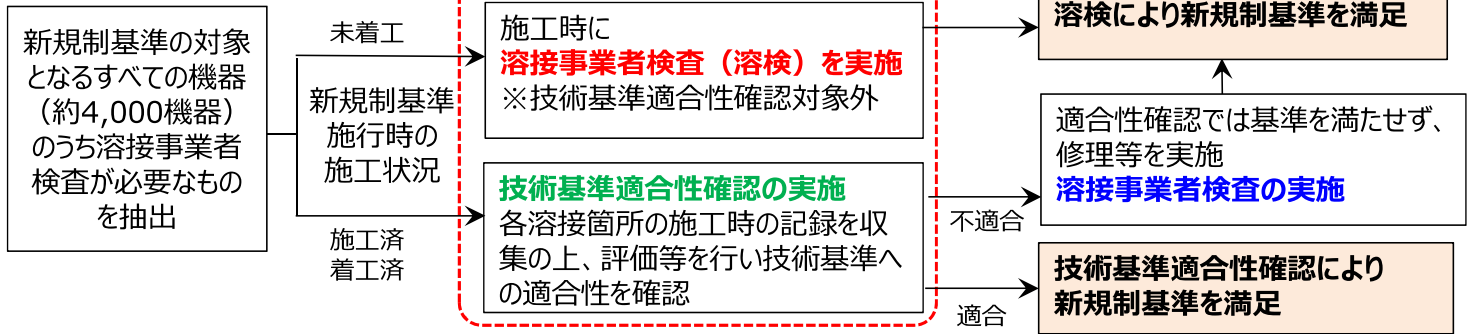 新規制基準の対象
となるすべての機器
（約4,000機器）
のうち溶接事業者
検査が必要なもの
を抽出
未着工
新規制基準
施行時の
施工状況
施工済
着工済
施工時に
溶接事業者検査（溶検）を実施
※技術基準適合性確認対象外
技術基準適合性確認の実施
各溶接箇所の施工時の記録を収
集の上、評価等を行い技術基準へ
の適合性を確認
不適合
適合
溶検により新規制基準を満足
適合性確認では基準を満たせず、
修理等を実施
溶接事業者検査の実施
技術基準適合性確認により
新規制基準を満足